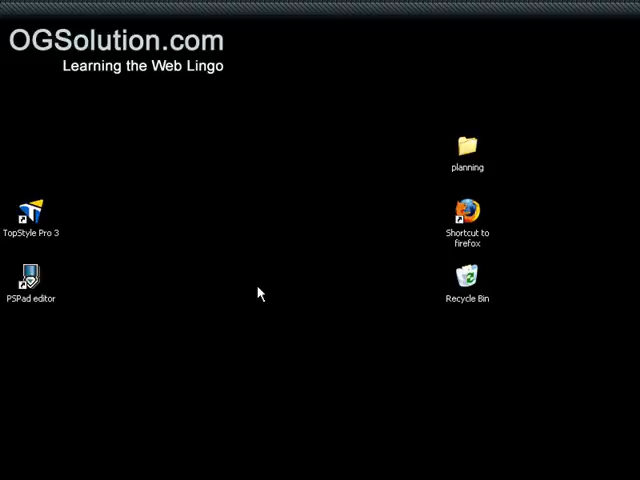 OGSolution.com
Learning the Web Lingo
planning
TopStyle Pro 3
Shortcut to
firefox
PSPad editor
Recycle Bin